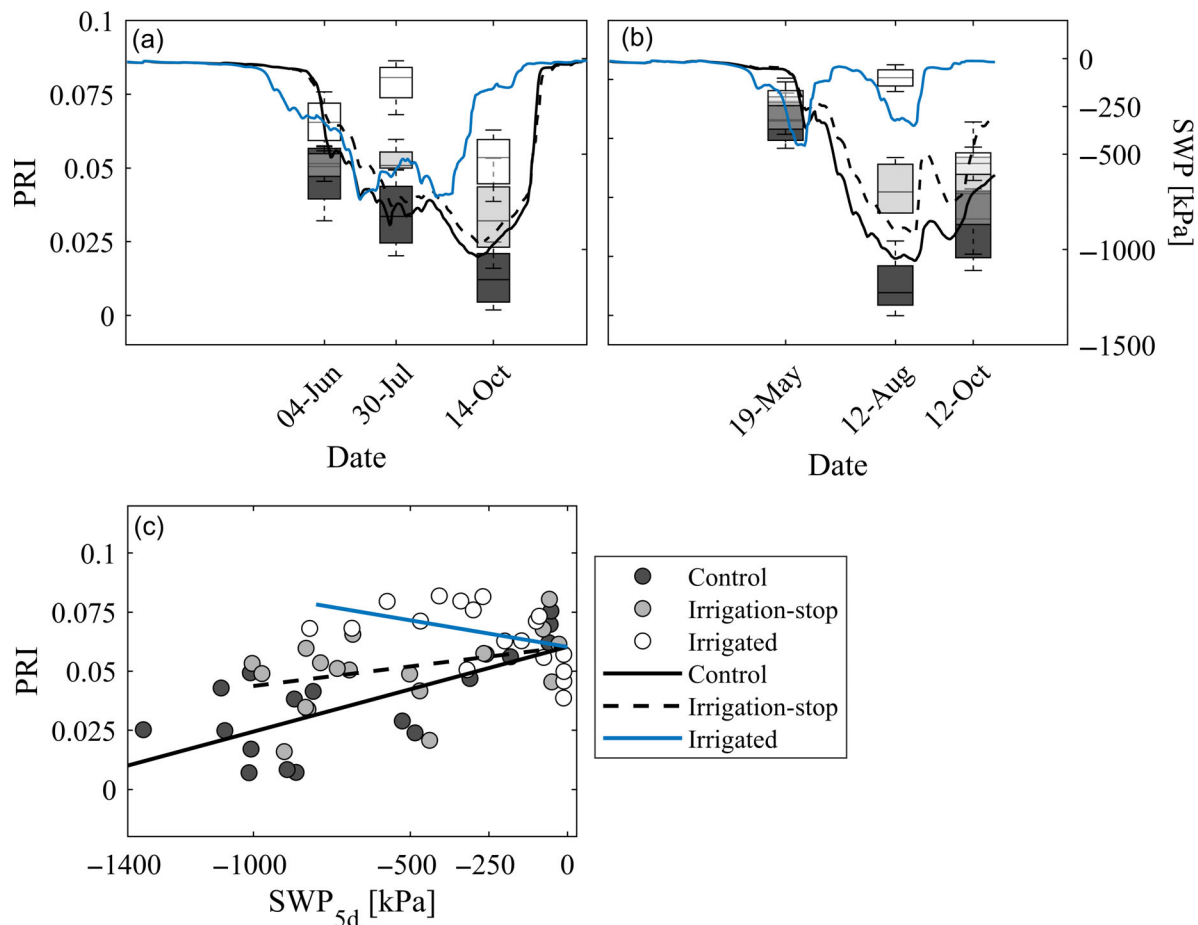 (a)
0.1
0.075
0.05
0.025
0
PRI
04-Jun
30-Jul
14-Oct
Date
(b)
0
−250
−500
−1000
−1500
SWP [kPa]
19-May
12-Aug
12-Oct
Date
(c)
0.1
0.075
0.05
0.025
0
PRI
−1400
−1000
−500
−250
0
SWP5d [kPa]
Control
Irrigation-stop
Irrigated
Control
Irrigation-stop
Irrigated